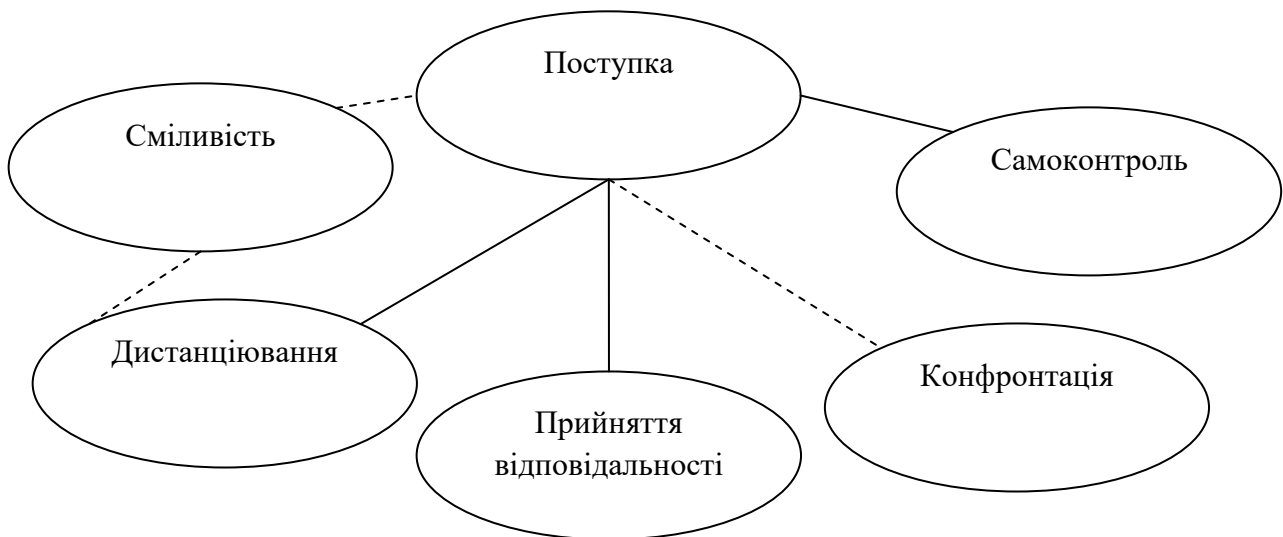 Поступка
Сміливість
Самоконтроль
Дистанціювання
Конфронтація
Прийняття
відповідальності